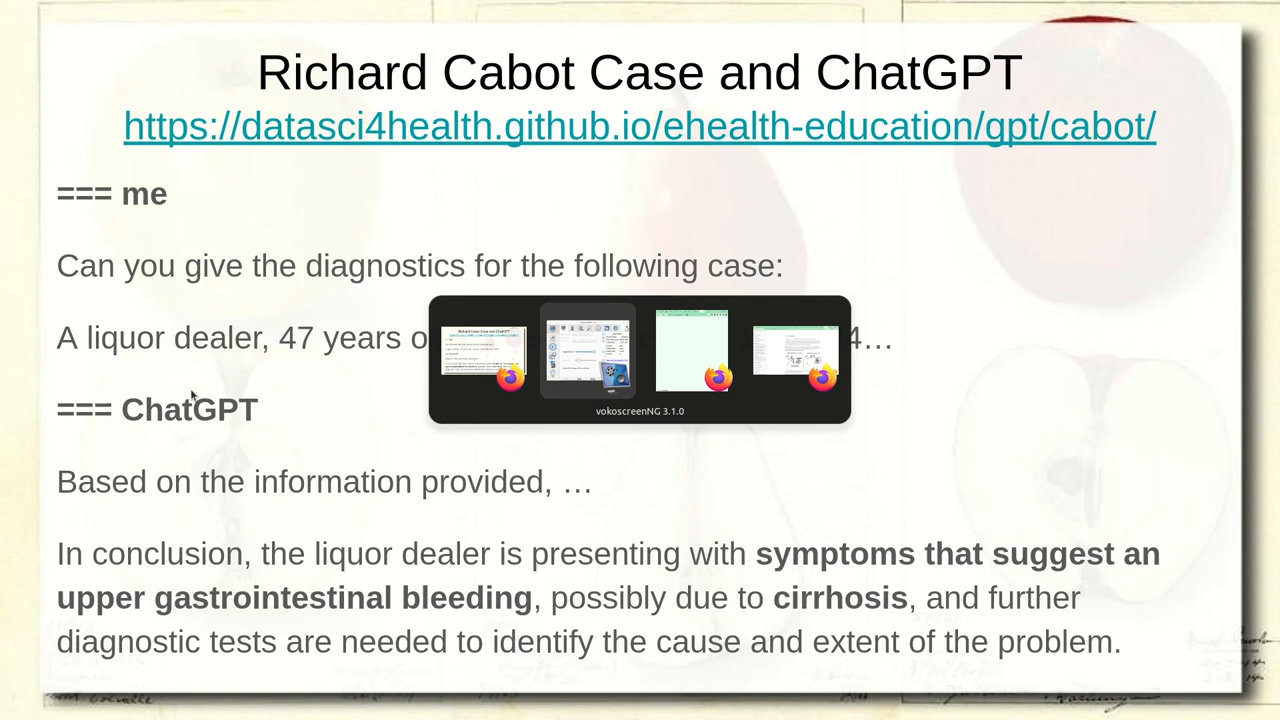 Richard Cabot Case and ChatGPT
https://datasci4health.github.io/ehealth-education/gpt/cabot/
=== me
Can you give the diagnostics for the following case:
A liquor dealer, 47 years o 4…
vokoscreenNG 3.1.0
=== ChatGPT
Based on the information provided, …
In conclusion, the liquor dealer is presenting with symptoms that suggest an
upper gastrointestinal bleeding, possibly due to cirrhosis, and further
diagnostic tests are needed to identify the cause and extent of the problem.